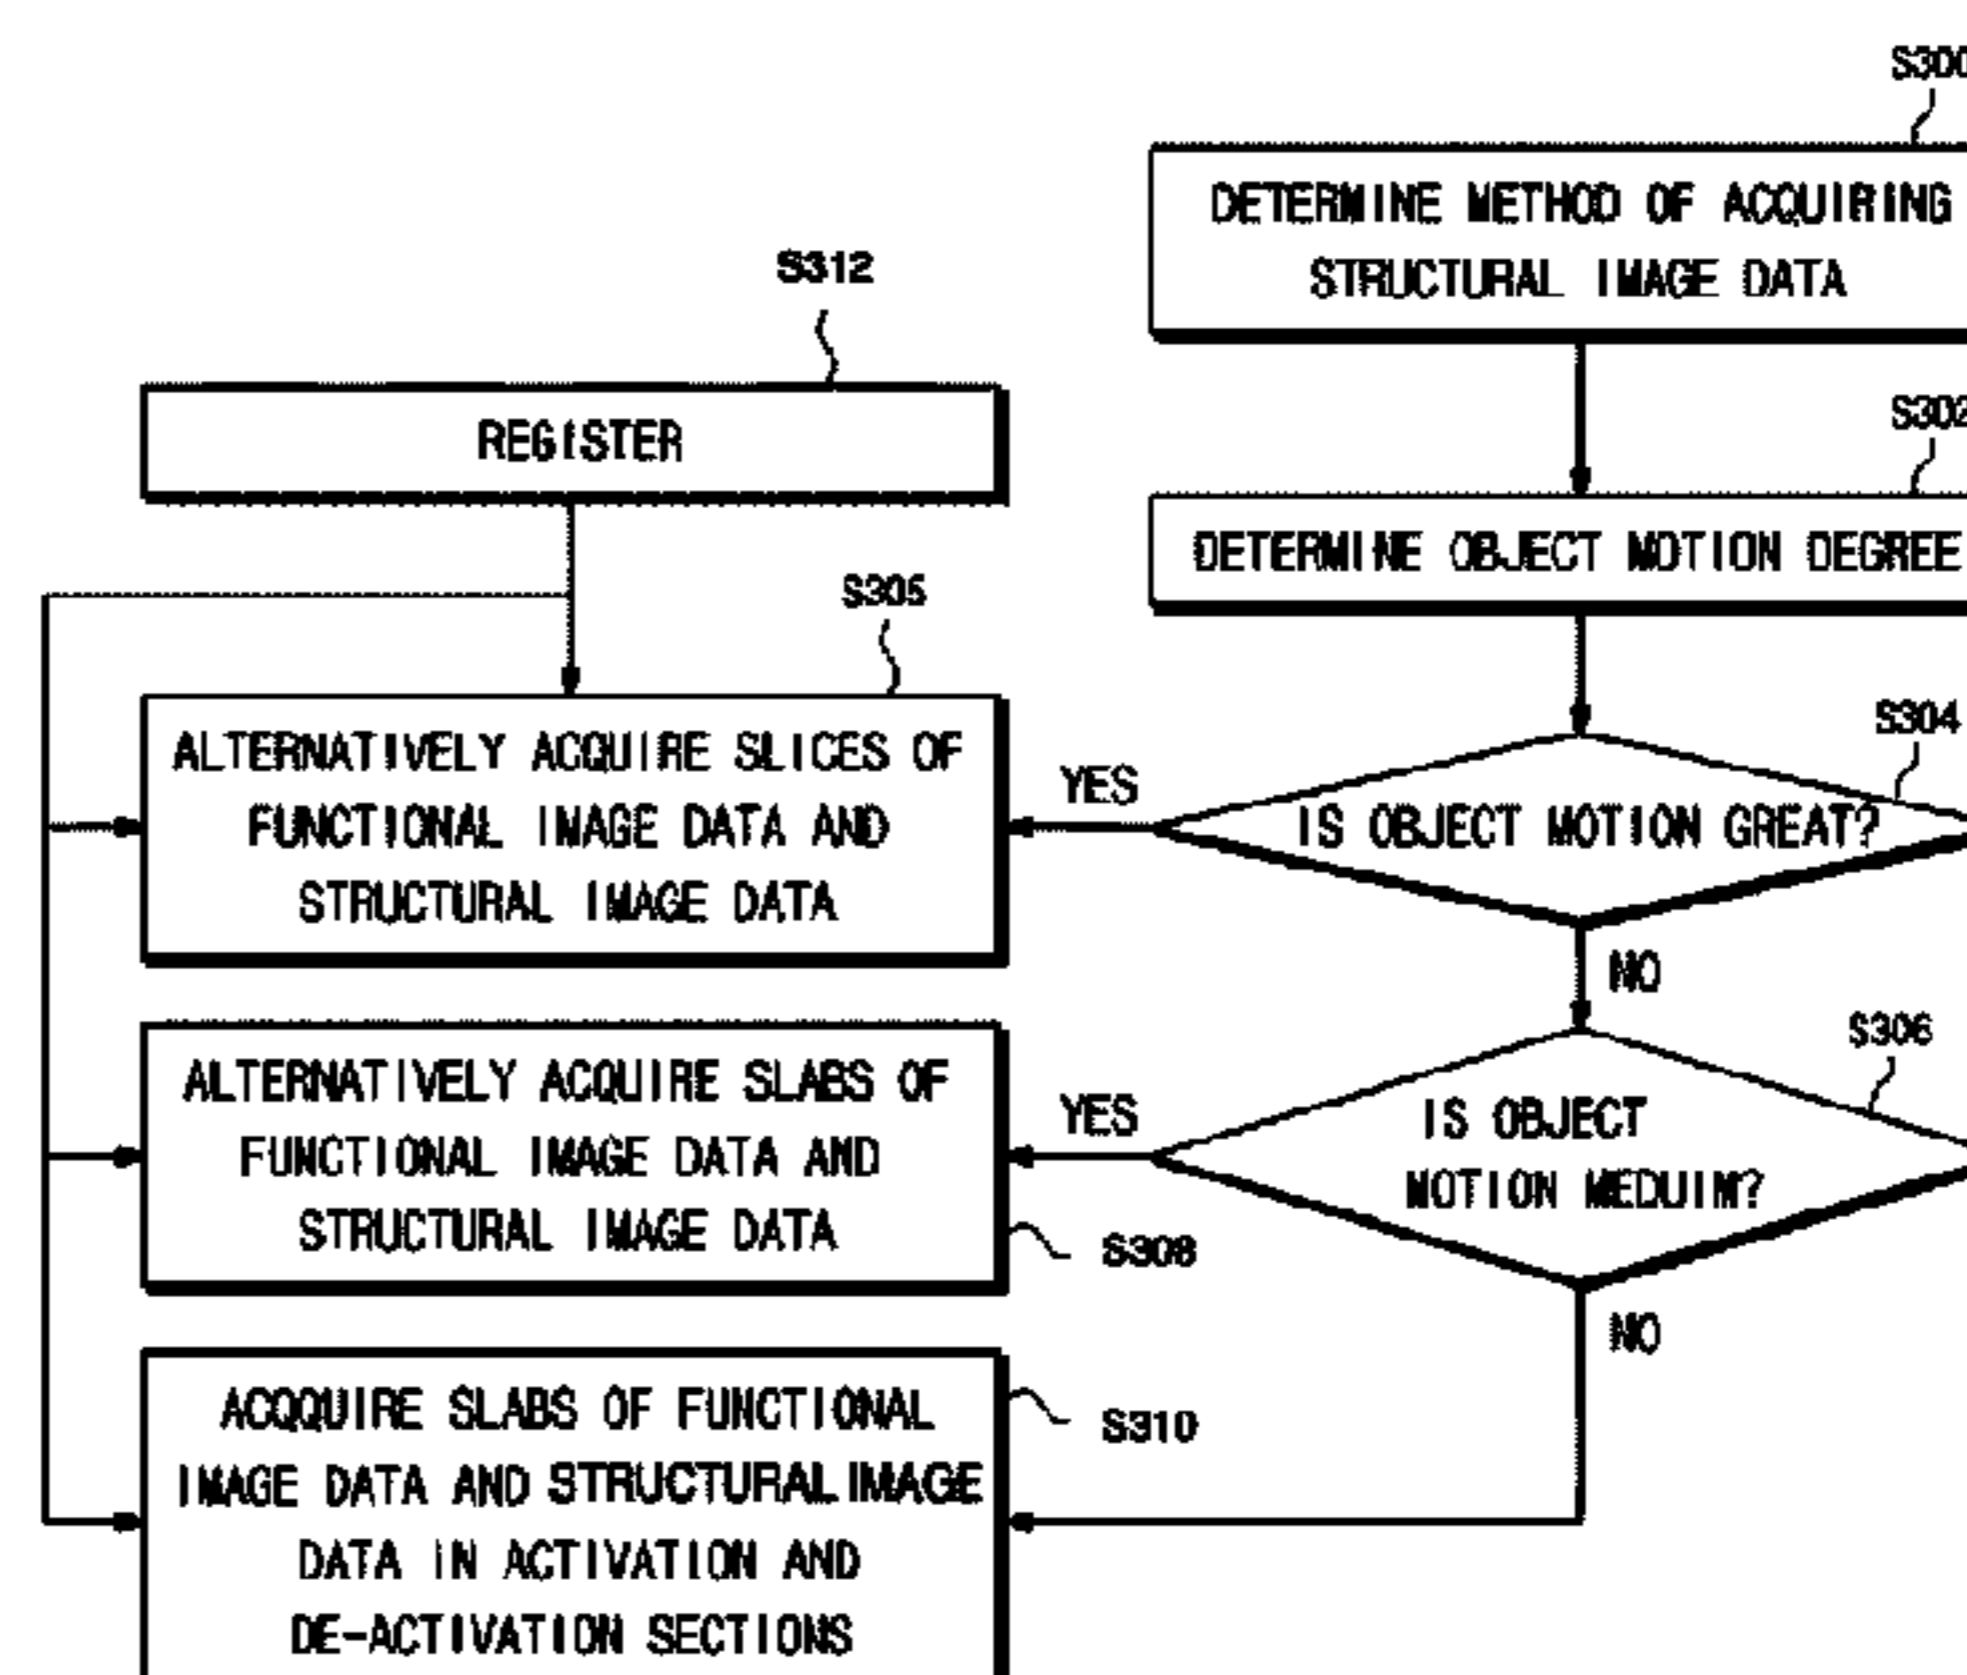 S300
DETERMINE METHOD OF ACQUIRING
STRUCTURAL IMAGE DATA
S312
REGISTER
S302
DETERMINE OBJECT MOTION DEGREE
S305
ALTERNATIVELY ACQUIRE SLICES OF
FUNCTIONAL IMAGE DATA AND
STRUCTURAL IMAGE DATA
YES
S304
IS OBJECT MOTION GREAT?
NO
ALTERNATIVELY ACQUIRE SLABS OF
FUNCTIONAL IMAGE DATA AND
STRUCTURAL IMAGE DATA
S308
YES
S306
IS OBJECT
MOTION MEDUIM?
NO
ACQQUIRE SLABS OF FUNCTIONAL
IMAGE DATA AND STRUCTURAL IMAGE
DATA IN ACTIVATION AND
DE-ACTIVATION SECTIONS
S310